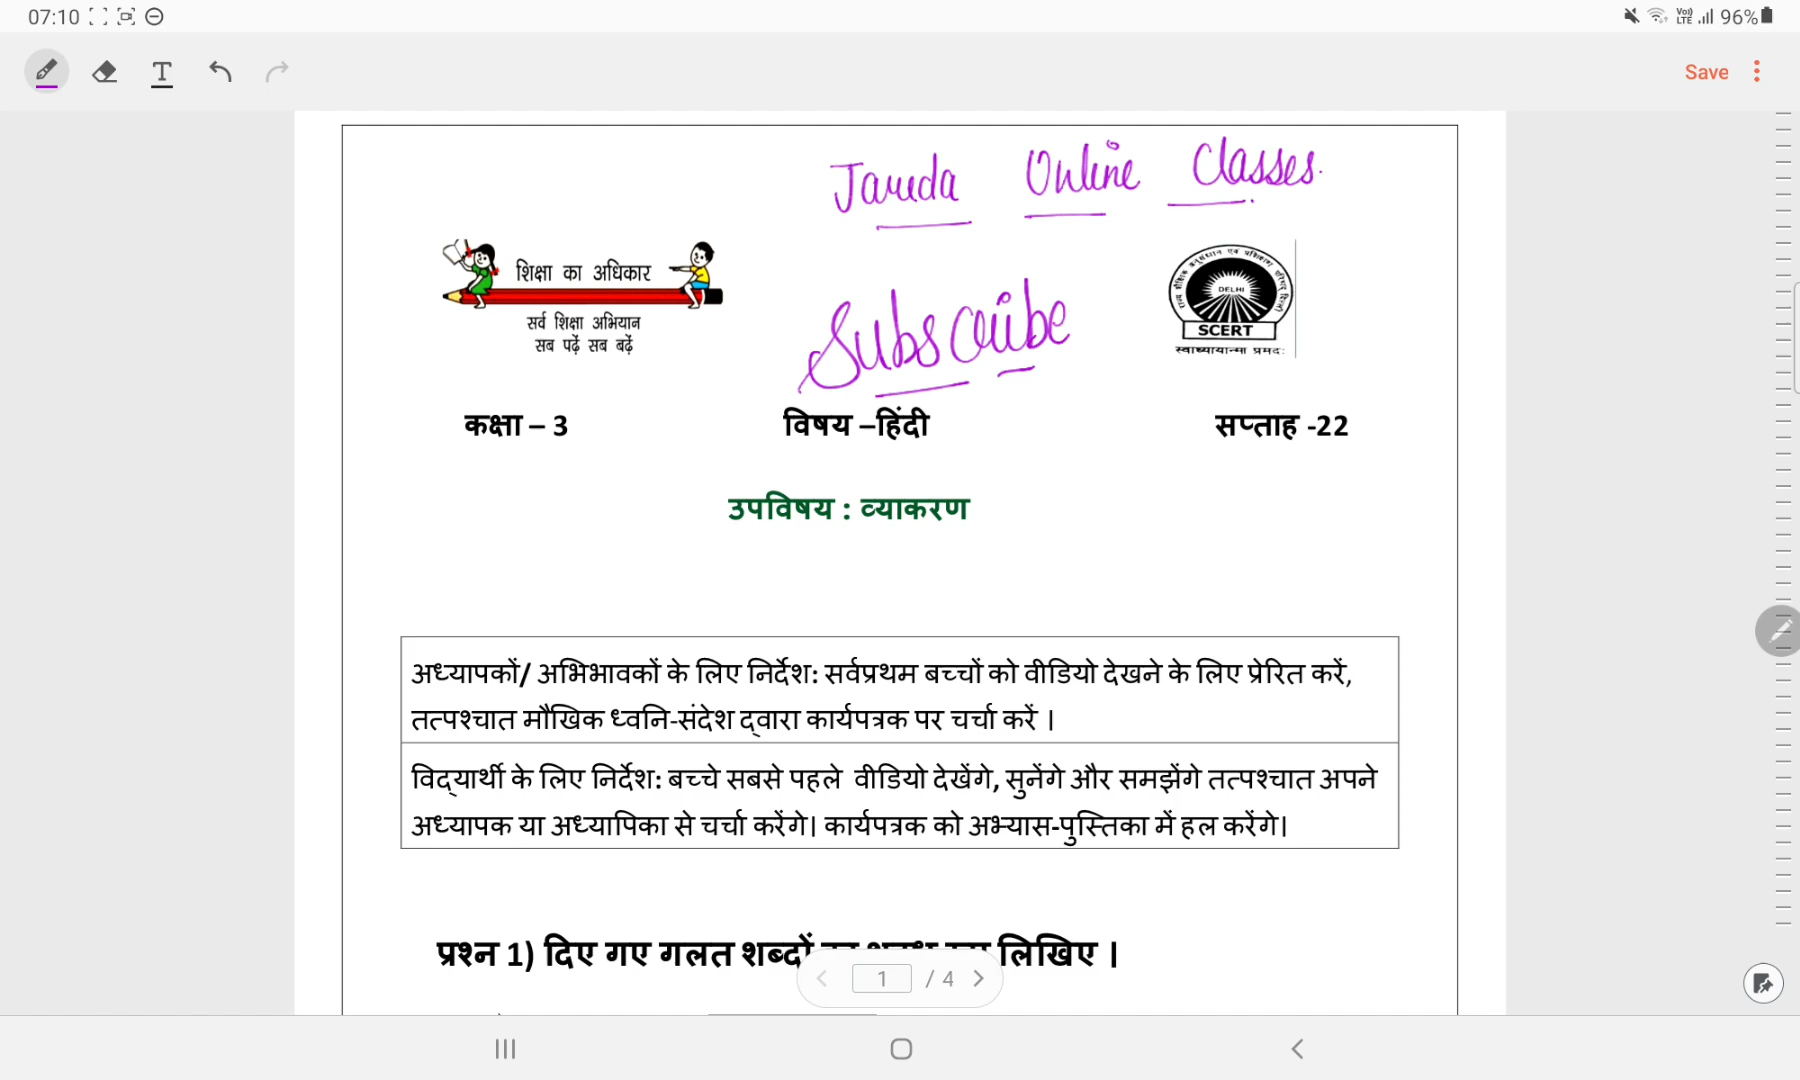 07:10
Vo)) LTE 96%
Save
Jareda Online Classes.
शिक्षा का अधिकार
सर्व शिक्षा अभियान
सब पढ़ें सब बढ़ें
Subscribe
DELHI
SCERT
कक्षा – 3 विषय –हिंदी सप्ताह -22
उपविषय : व्याकरण
अध्यापकों/ अभिभावकों के लिए निर्देश: सर्वप्रथम बच्चों को वीडियो देखने के लिए प्रेरित करें,
तत्पश्चात मौखिक ध्वनि-संदेश द्वारा कार्यपत्रक पर चर्चा करें ।
विद्यार्थी के लिए निर्देश: बच्चे सबसे पहले वीडियो देखेंगे, सुनेंगे और समझेंगे तत्पश्चात अपने
अध्यापक या अध्यापिका से चर्चा करेंगे। कार्यपत्रक को अभ्यास-पुस्तिका में हल करेंगे।
प्रश्न 1) दिए गए गलत शब्दों लिखिए ।
1 / 4